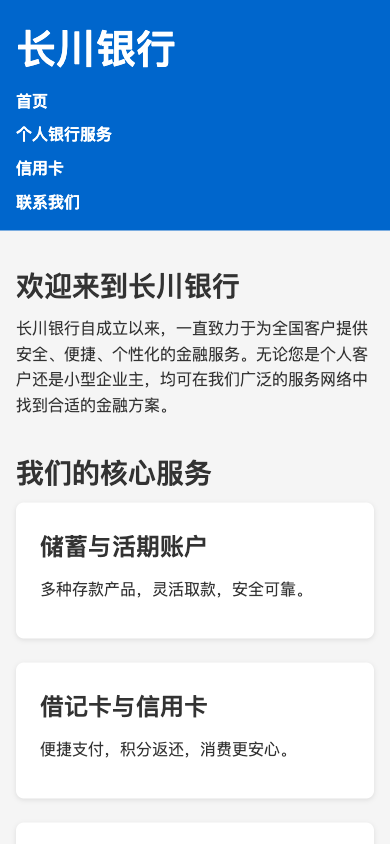 长川银行
首页
个人银行服务
信用卡
联系我们
欢迎来到长川银行
长川银行自成立以来，一直致力于为全国客户提供
安全、便捷、个性化的金融服务。无论您是个人客
户还是小型企业主，均可在我们广泛的服务网络中
找到合适的金融方案。
我们的核心服务
储蓄与活期账户
多种存款产品，灵活取款，安全可靠。
借记卡与信用卡
便捷支付，积分返还，消费更安心。